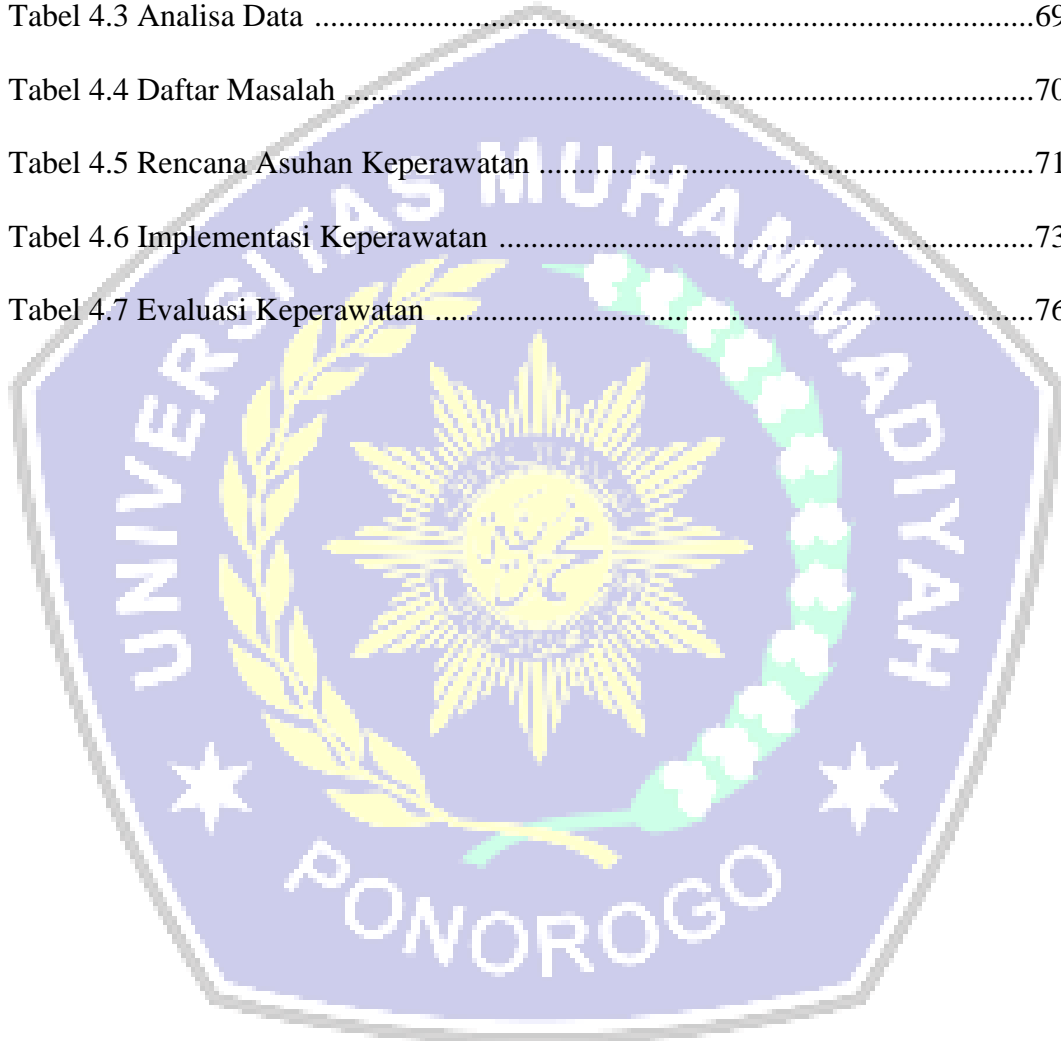 Tabel 4.3 Analisa Data ........................................................................................69
Tabel 4.4 Daftar Masalah ....................................................................................70
Tabel 4.5 Rencana Asuhan Keperawatan ............................................................71
Tabel 4.6 Implementasi Keperawatan .................................................................73
Tabel 4.7 Evaluasi Keperawatan .........................................................................76
UNIVERSITAS MUHAMMADIYAH
PONOROGO